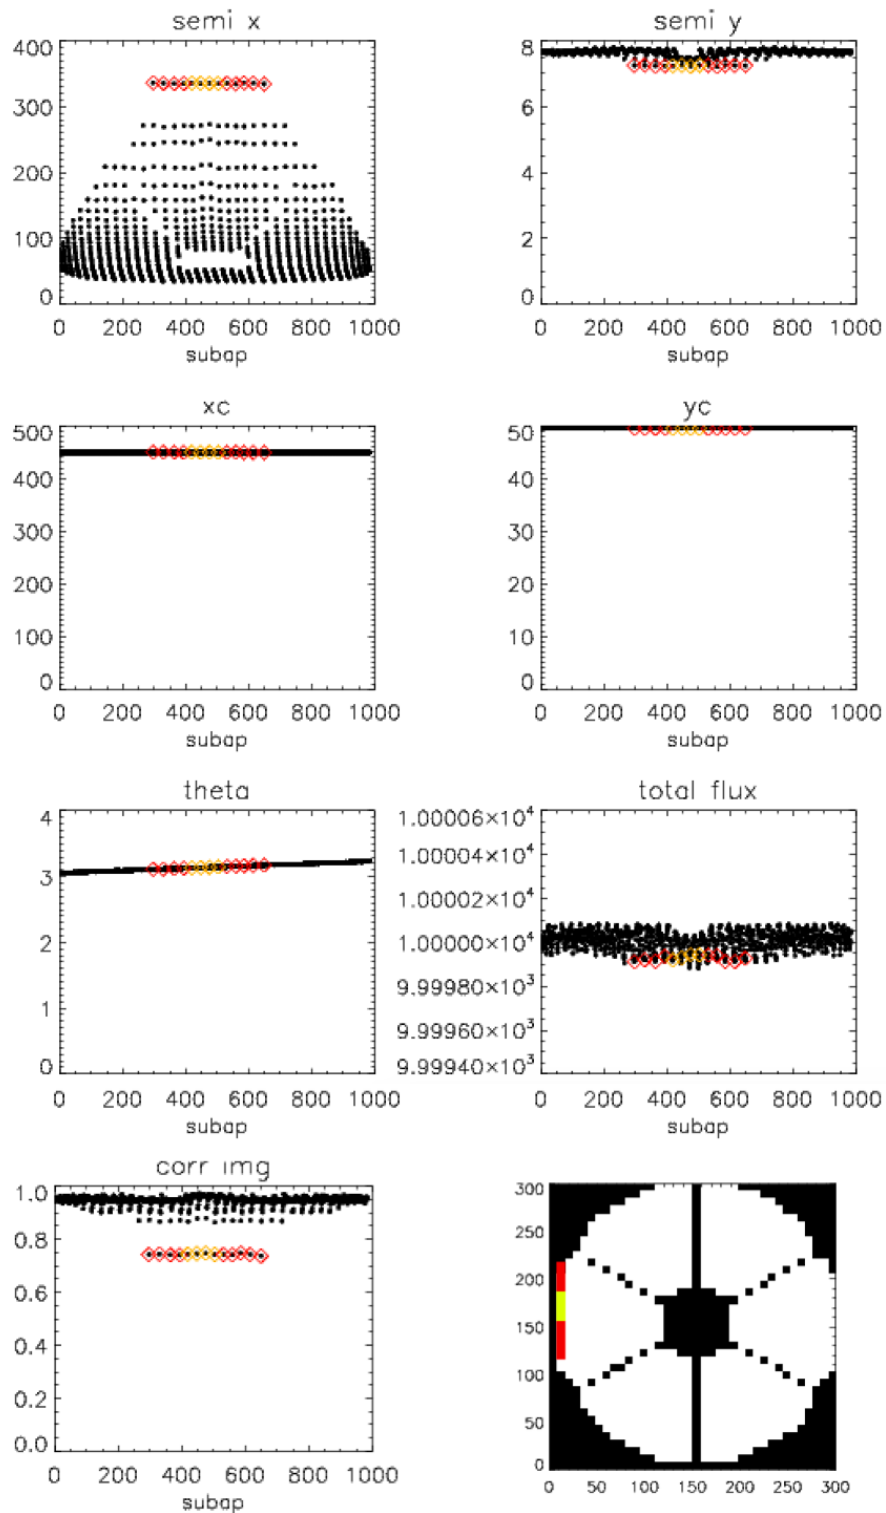 semi x
400
300
200
100
0
0 200 400 600 800 1000
subap
semi y
8
6
4
2
0
0 200 400 600 800 1000
subap
xc
500
400
300
200
100
0
0 200 400 600 800 1000
subap
yc
50
40
30
20
10
0
0 200 400 600 800 1000
subap
theta
4
3
2
1
0
0 200 400 600 800 1000
subap
total flux
1.00006×10⁴
1.00004×10⁴
1.00002×10⁴
1.00000×10⁴
9.99980×10³
9.99960×10³
9.99940×10³
0 200 400 600 800 1000
subap
corr img
1.0
0.8
0.6
0.4
0.2
0.0
0 200 400 600 800 1000
subap
300
250
200
150
100
50
0
0 50 100 150 200 250 300